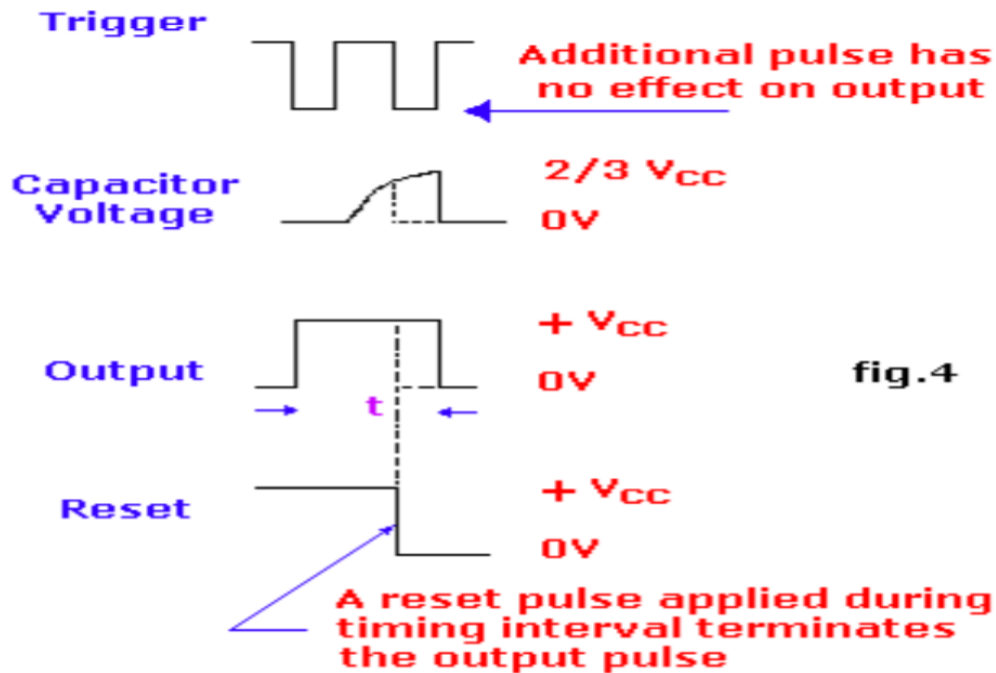 Trigger
Additional pulse has
no effect on output
Capacitor
Voltage
2/3 VCC
0V
Output
+ VCC
0V
t
fig.4
Reset
+ VCC
0V
A reset pulse applied during
timing interval terminates
the output pulse